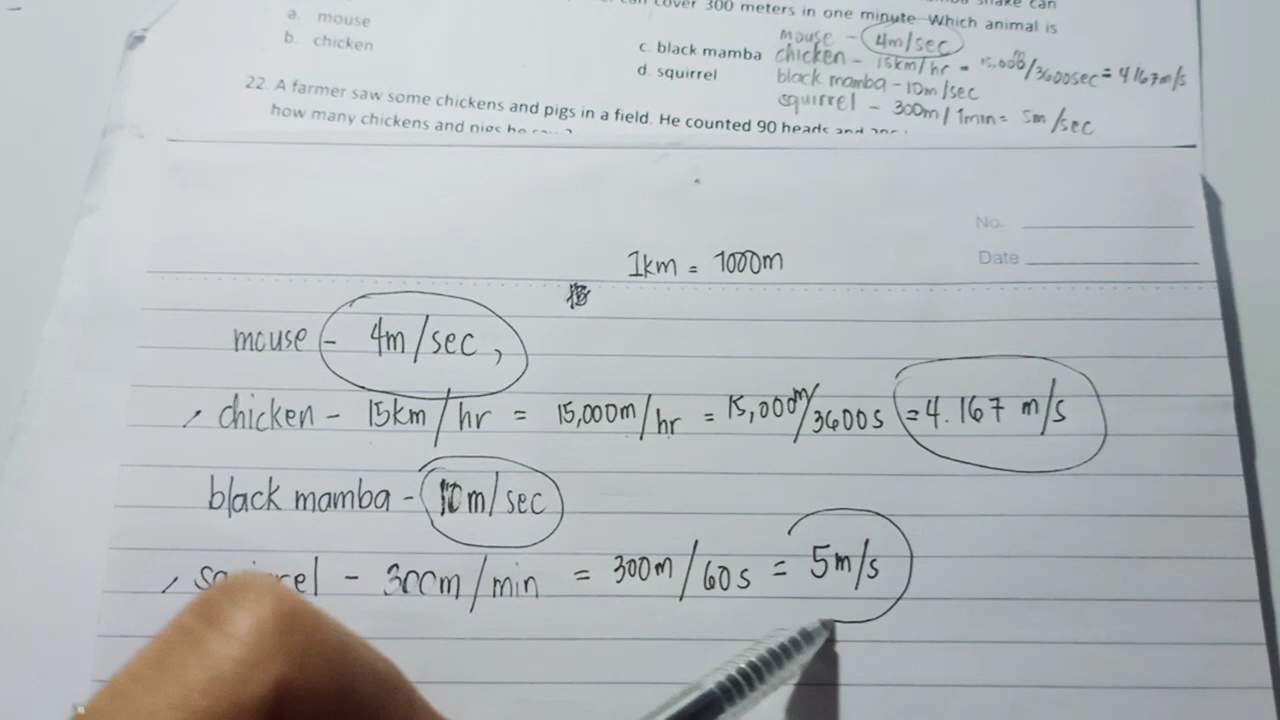 snake can
can cover 300 meters in one minute. Which animal is
a. mouse
b. chicken
c. black mamba
d. squirrel
mouse - 4m/sec
chicken - 15km/hr = 15,000m/3600sec = 4.167m/s
black mamba - 10m/sec
squirrel - 300m/1min = 5m/sec
22. A farmer saw some chickens and pigs in a field. He counted 90 heads and
how many chickens and pigs he
No.
Date
1km = 1000m
mouse - 4m/sec,
chicken - 15km/hr = 15,000m/hr = 15,000m/3600s = 4.167 m/s
black mamba - 10m/sec
squirrel - 300m/min = 300m/60s = 5m/s